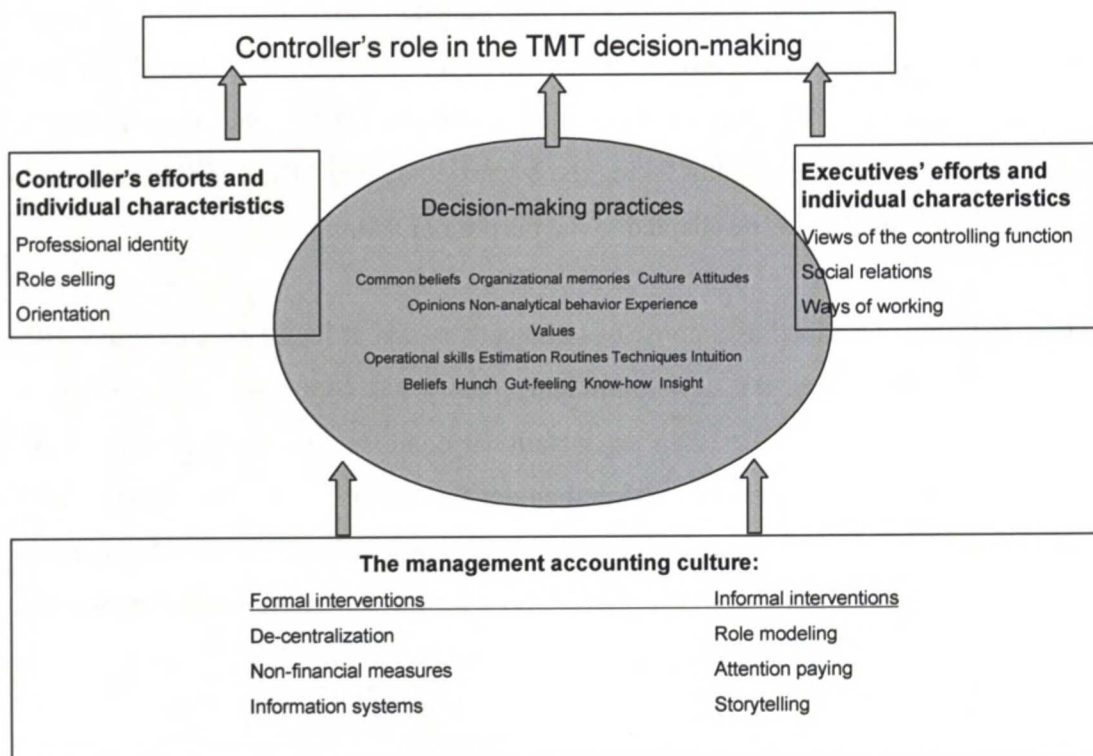 Controller's role in the TMT decision-making
Controller's efforts and
individual characteristics
Professional identity
Role selling
Orientation
Decision-making practices
Common beliefs Organizational memories Culture Attitudes
Opinions Non-analytical behavior Experience
Values
Operational skills Estimation Routines Techniques Intuition
Beliefs Hunch Gut-feeling Know-how Insight
Executives' efforts and
individual characteristics
Views of the controlling function
Social relations
Ways of working
The management accounting culture:
Formal interventions
De-centralization
Non-financial measures
Information systems
Informal interventions
Role modeling
Attention paying
Storytelling